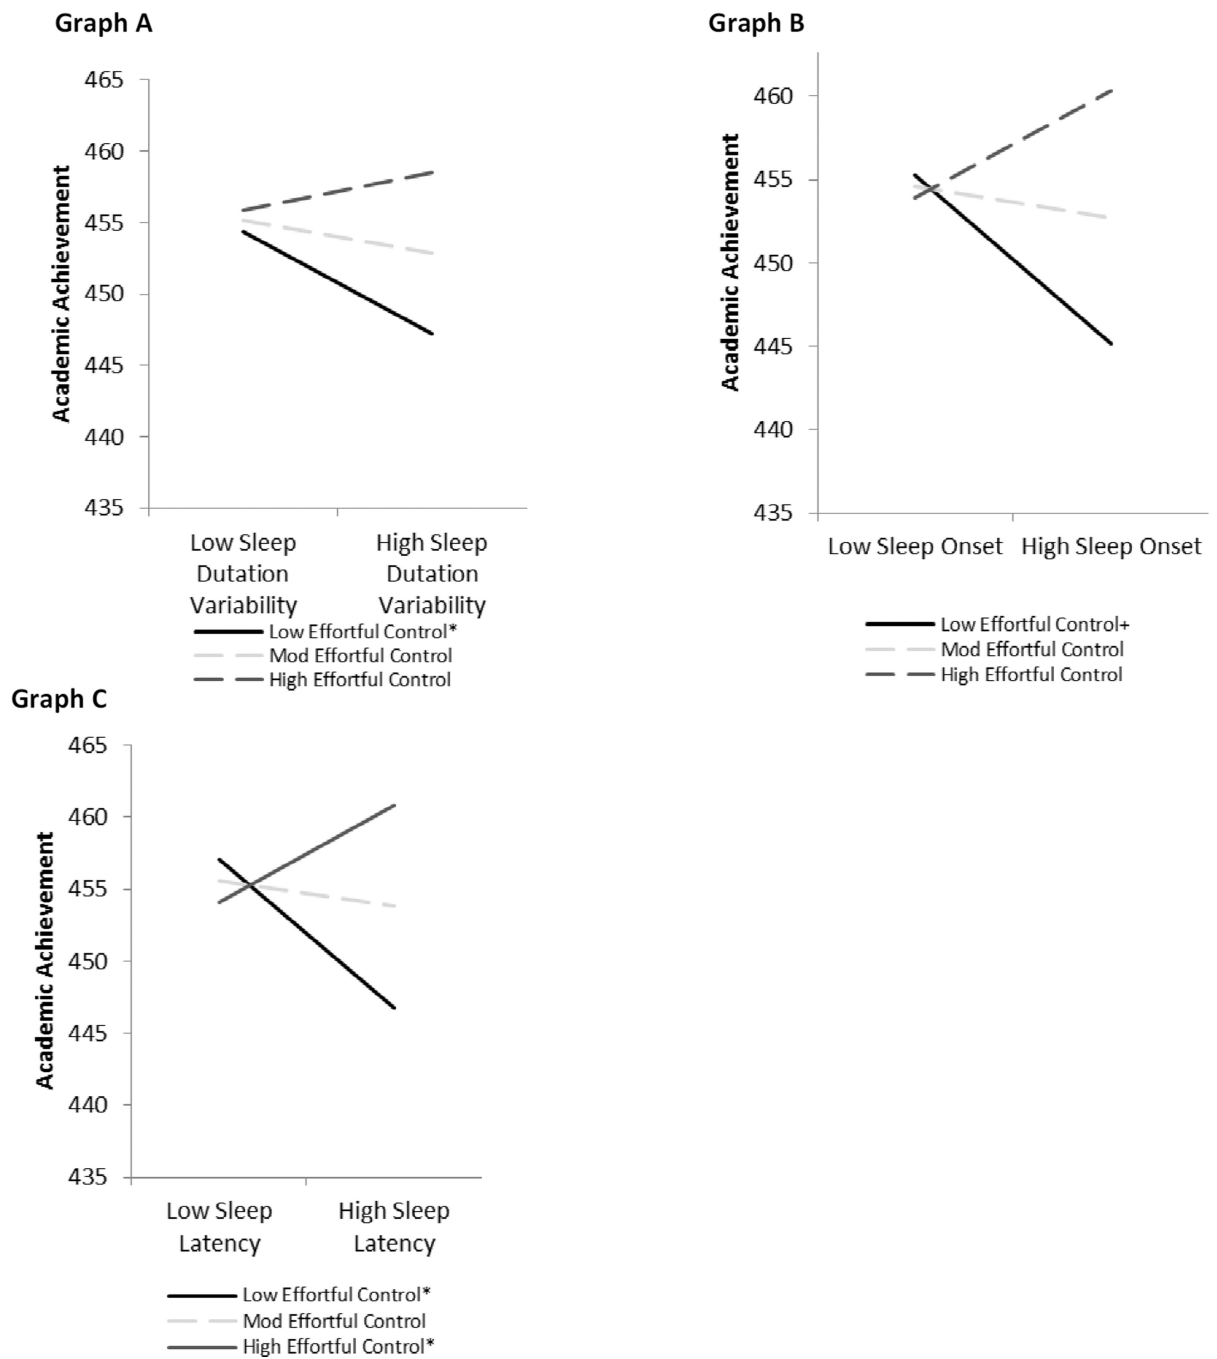 Graph A
465
460
455
450
445
440
435
Academic Achievement
Low Sleep
Dutation
Variability
High Sleep
Dutation
Variability
Low Effortful Control*
Mod Effortful Control
High Effortful Control
Graph B
460
455
450
445
440
435
Academic Achievement
Low Sleep Onset
High Sleep Onset
Low Effortful Control+
Mod Effortful Control
High Effortful Control
Graph C
465
460
455
450
445
440
435
Academic Achievement
Low Sleep
Latency
High Sleep
Latency
Low Effortful Control*
Mod Effortful Control
High Effortful Control*